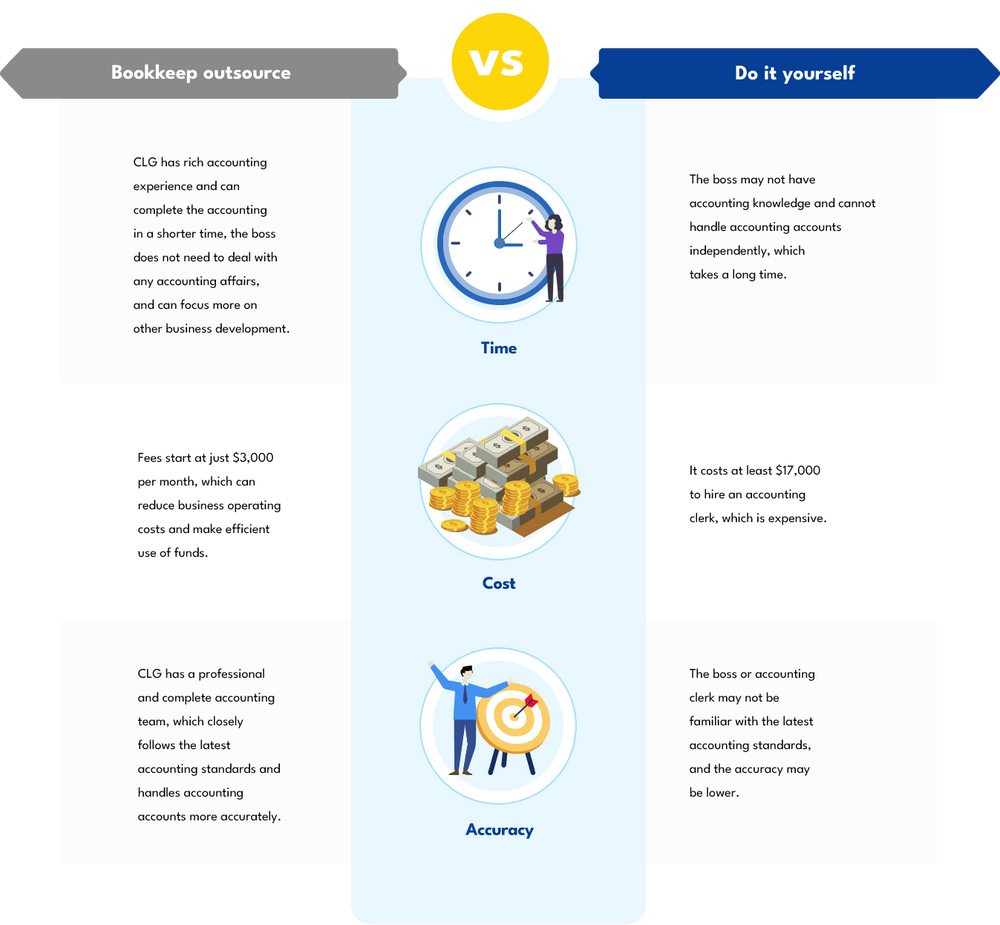 Bookkeep outsource
VS
Do it yourself
CLG has rich accounting
experience and can
complete the accounting
in a shorter time, the boss
does not need to deal with
any accounting affairs,
and can focus more on
other business development.
Time
The boss may not have
accounting knowledge and cannot
handle accounting accounts
independently, which
takes a long time.
Fees start at just $3,000
per month, which can
reduce business operating
costs and make efficient
use of funds.
Cost
It costs at least $17,000
to hire an accounting
clerk, which is expensive.
CLG has a professional
and complete accounting
team, which closely
follows the latest
accounting standards and
handles accounting
accounts more accurately.
Accuracy
The boss or accounting
clerk may not be
familiar with the latest
accounting standards,
and the accuracy may
be lower.